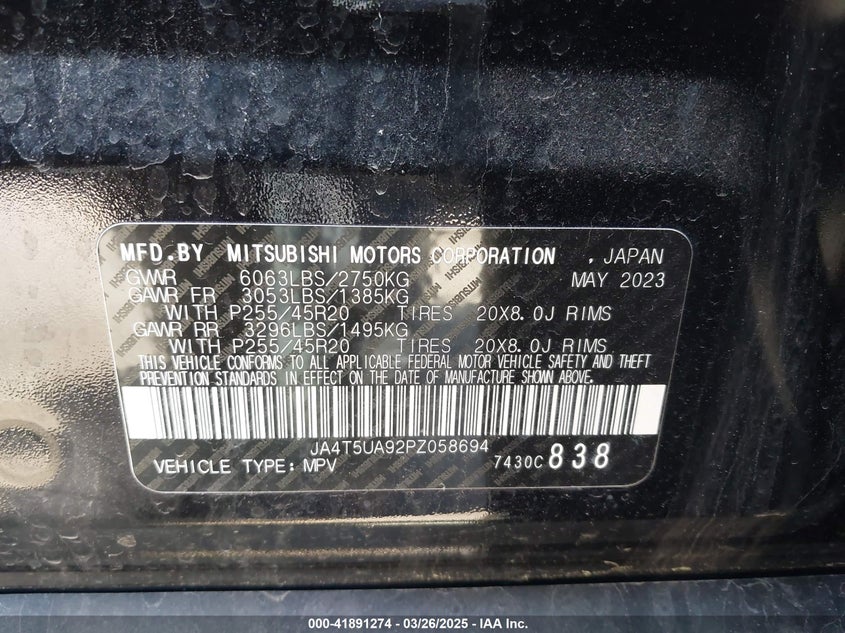 MFD.BY MITSUBISHI MOTORS CORPORATION , JAPAN
GVWR 6063LBS/2750KG MAY 2023
GAWR FR 3053LBS/1385KG
WITH P255/45R20 TIRES 20X8.0J RIMS
GAWR RR 3296LBS/1495KG
WITH P255/45R20 TIRES 20X8.0J RIMS
THIS VEHICLE CONFORMS TO ALL APPLICABLE FEDERAL MOTOR VEHICLE SAFETY AND THEFT
PREVENTION STANDARDS IN EFFECT ON THE DATE OF MANUFACTURE SHOWN ABOVE.
JA4T5UA92PZ058694
VEHICLE TYPE: MPV 7430C 838
000-41891274 - 03/26/2025 - IAA Inc.